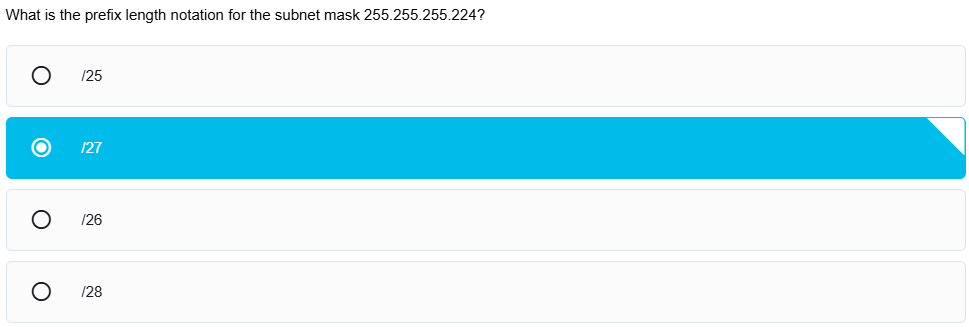 What is the prefix length notation for the subnet mask 255.255.255.224?
/25
/27
/26
/28